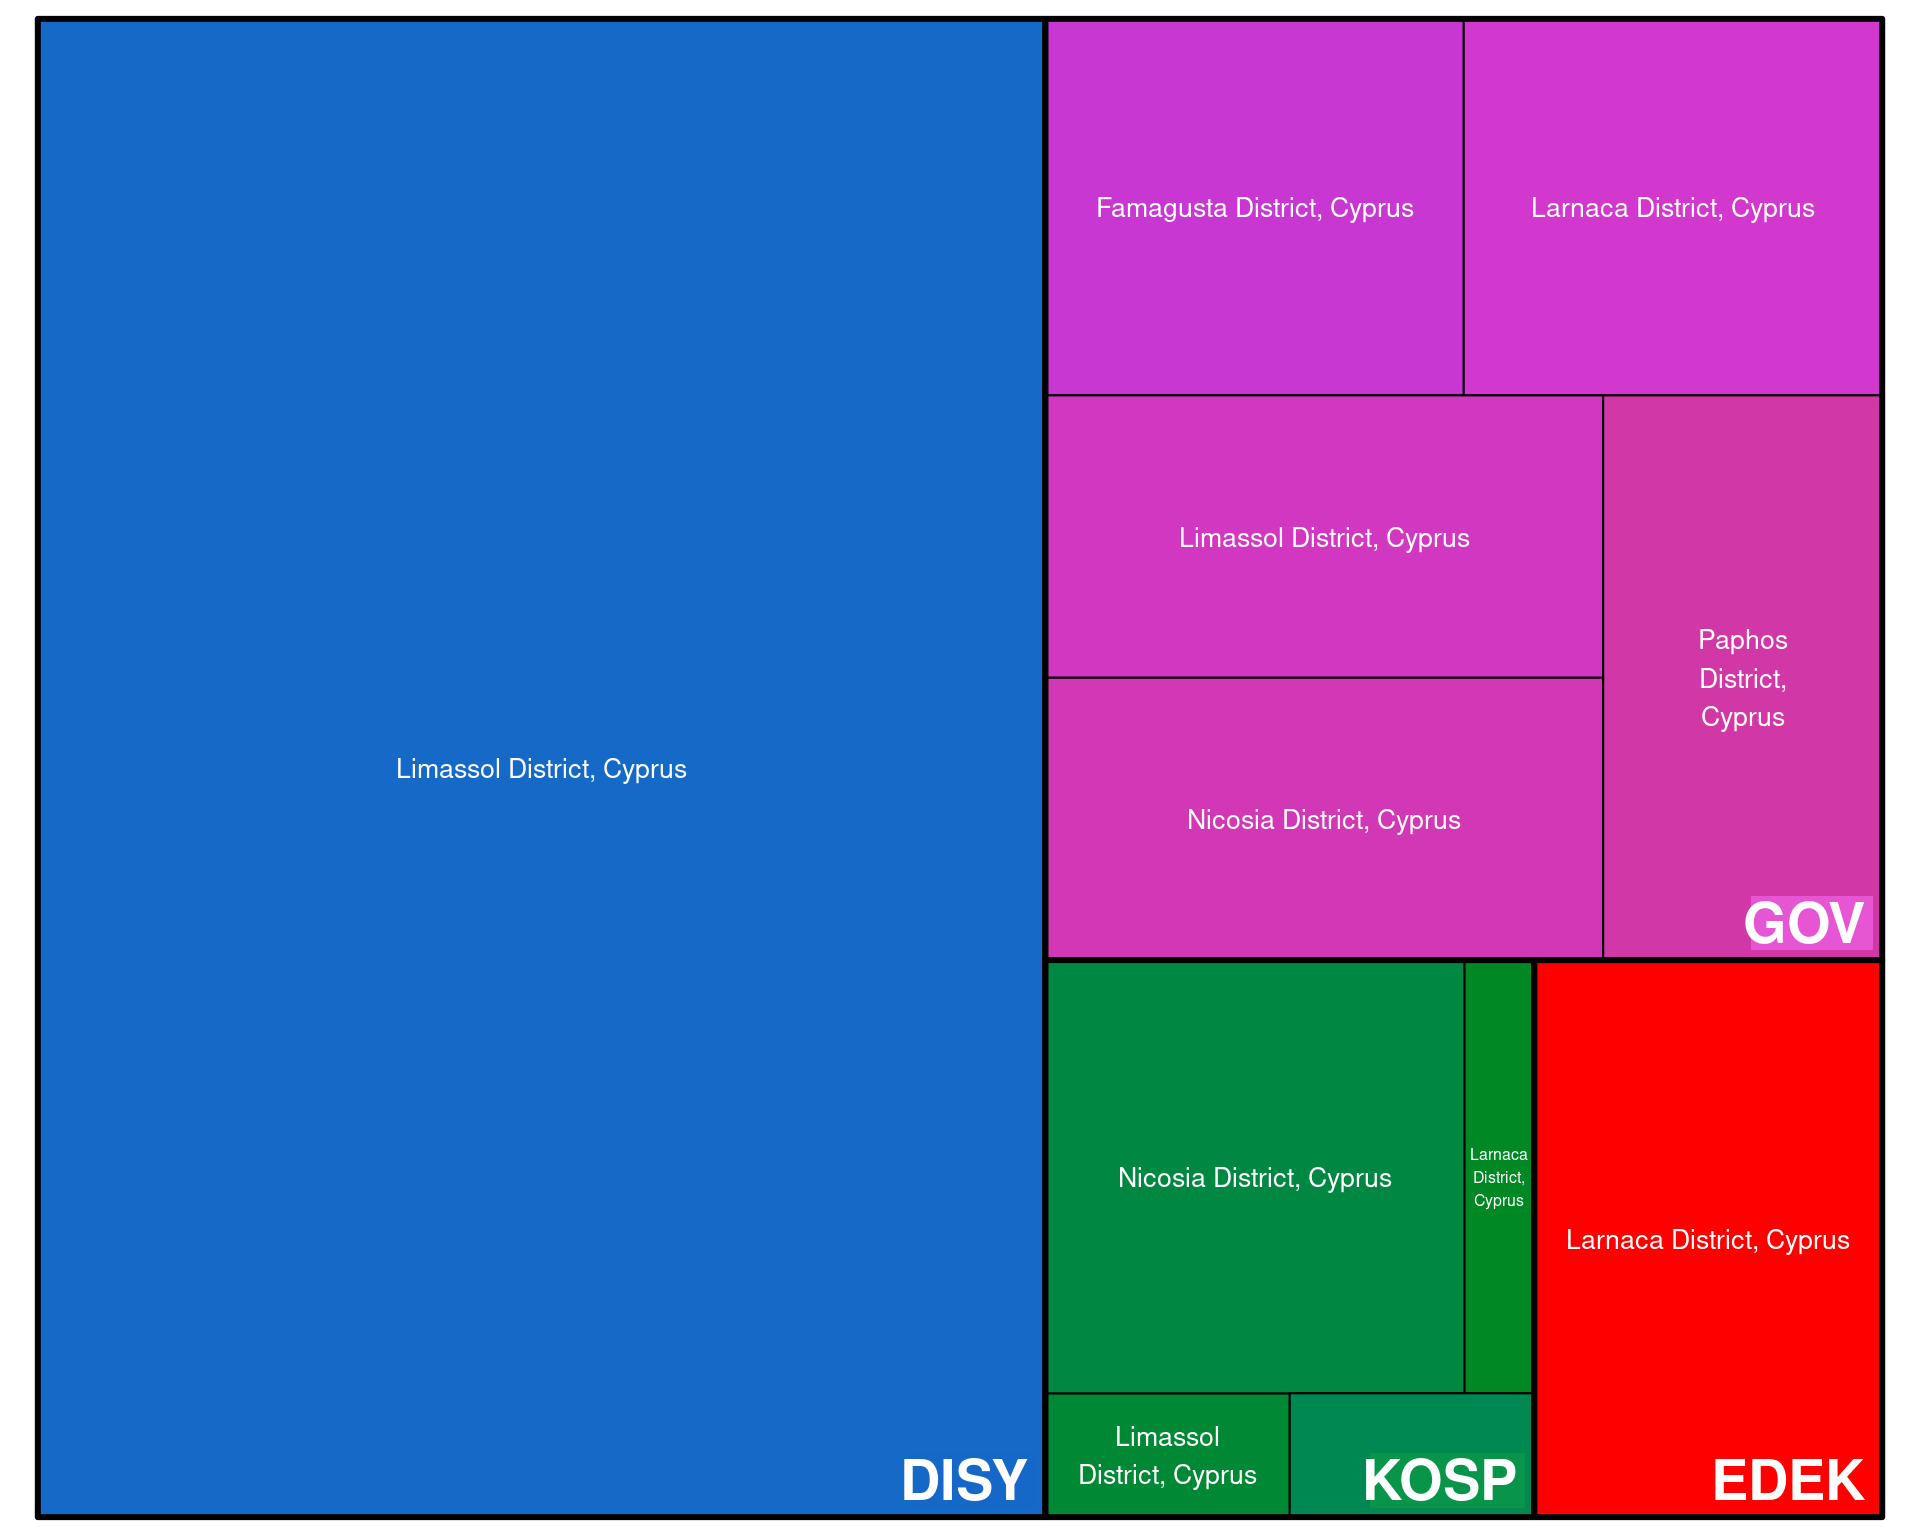 Limassol District, Cyprus
DISY
Famagusta District, Cyprus
Larnaca District, Cyprus
Limassol District, Cyprus
Nicosia District, Cyprus
Paphos
District,
Cyprus
GOV
Nicosia District, Cyprus
Larnaca
District,
Cyprus
Limassol
District, Cyprus
KOSP
Larnaca District, Cyprus
EDEK